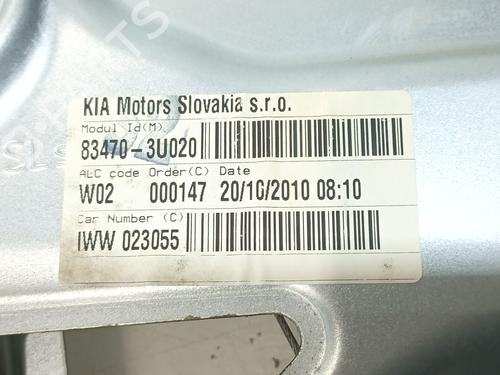 KIA Motors Slovakia s.r.o.
Modul Id(M)
83470-3U020
ALC code Order(C) Date
W02 000147 20/10/2010 08:10
Car Number (C)
IWW 023055